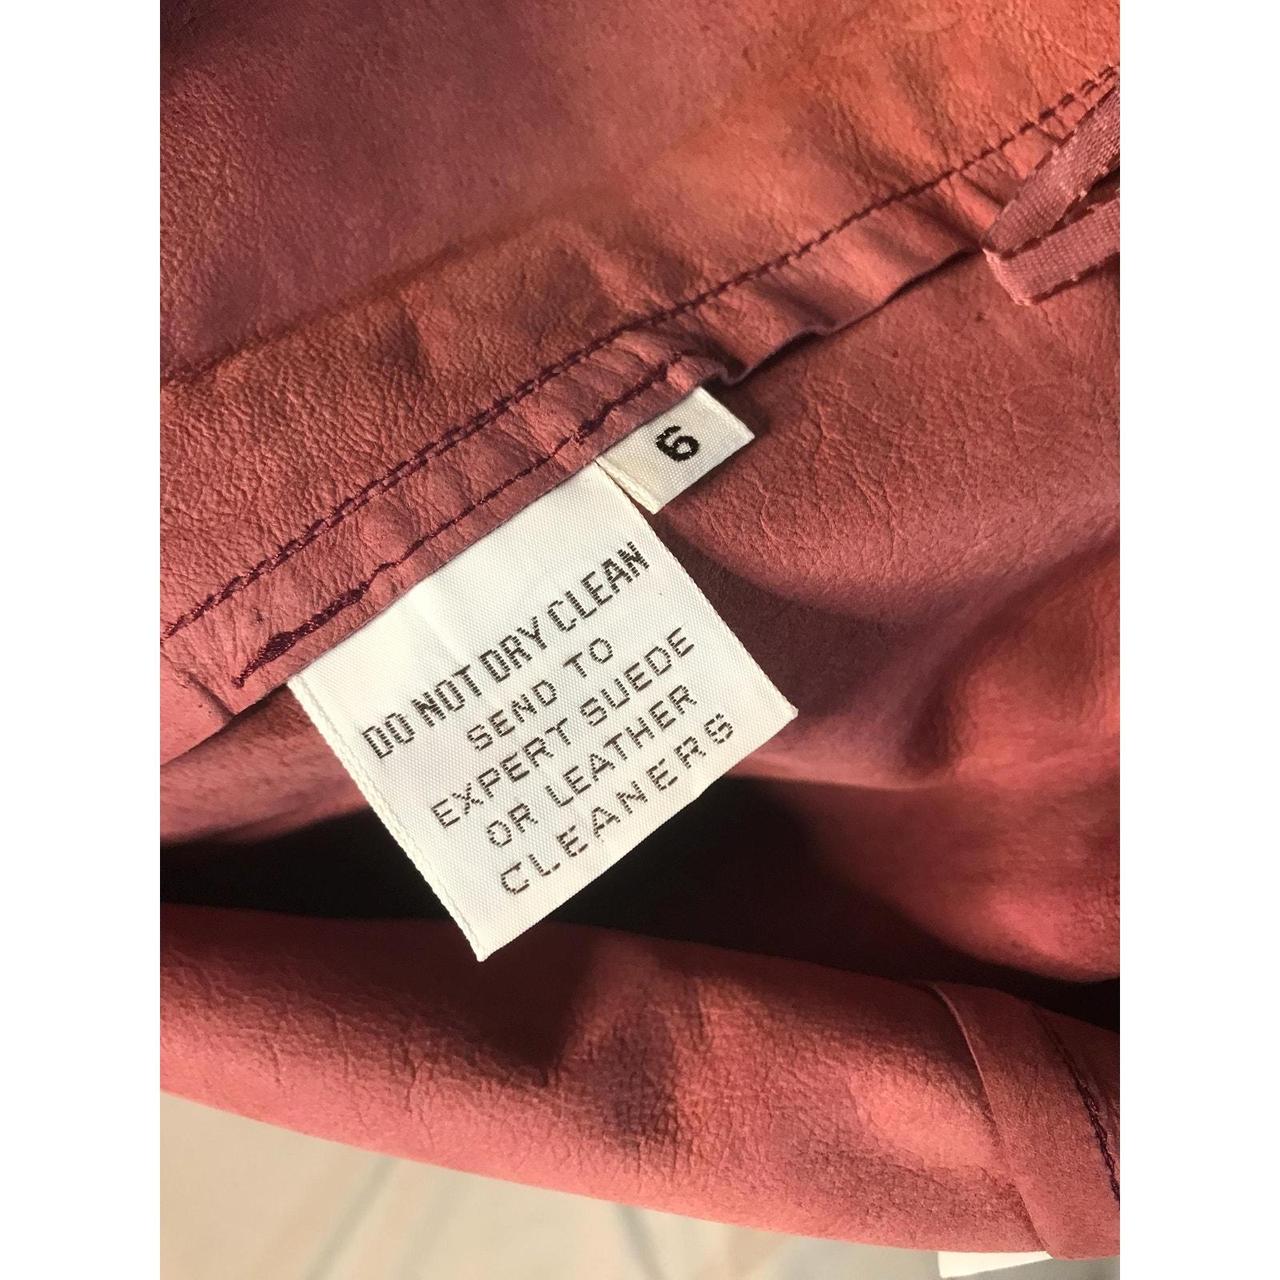 6
DO NOT DRY CLEAN
SEND TO
EXPERT SUEDE
OR LEATHER
CLEANERS